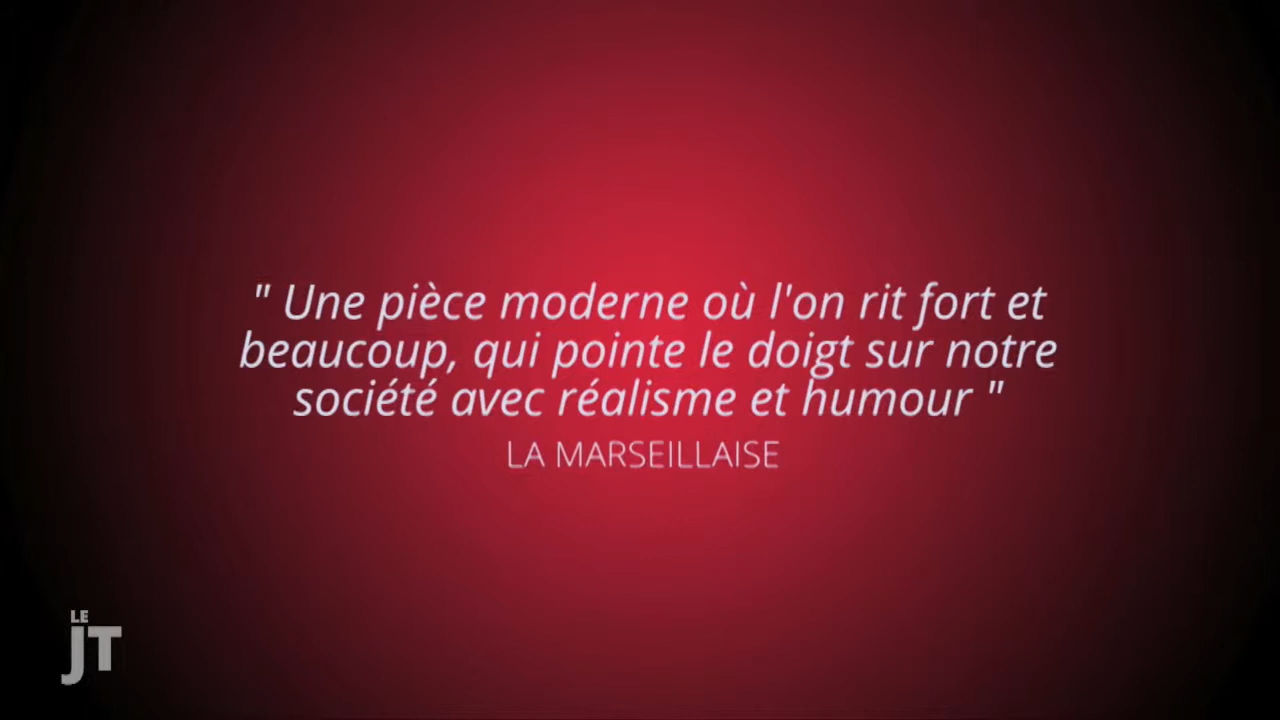 " Une pièce moderne où l'on rit fort et
beaucoup, qui pointe le doigt sur notre
société avec réalisme et humour "
LA MARSEILLAISE
LE
JT